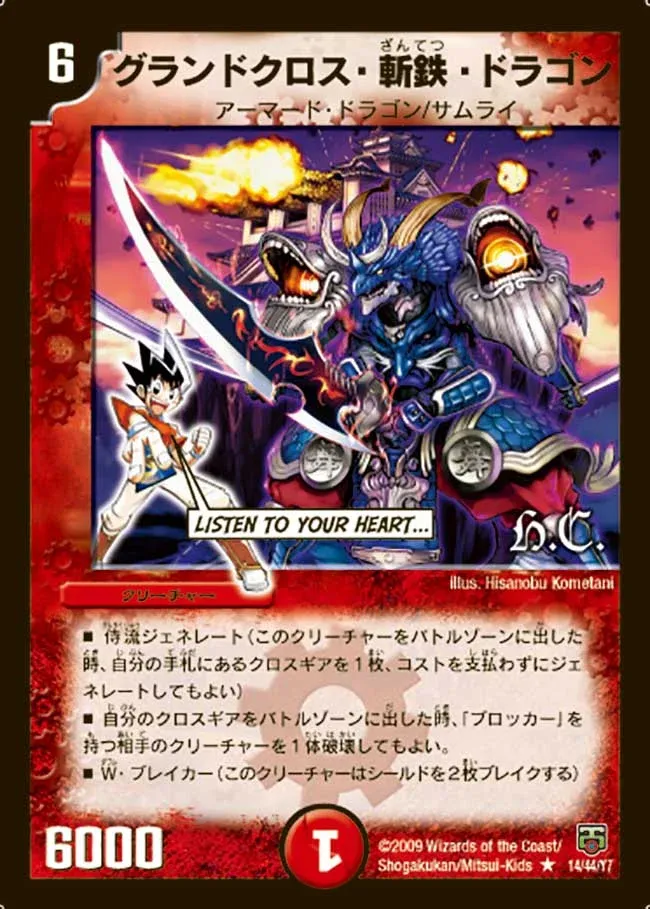 6
グランドクロス・斬鉄・ドラゴン
ざんてつ
アーマード・ドラゴン/サムライ
舞
舞
LISTEN TO YOUR HEART...
H.C.
illus. Hisanobu Kometani
クリーチャー
■ 侍流ジェネレート(このクリーチャーをバトルゾーンに出した
時、自分の手札にあるクロスギアを1枚、コストを支払わずにジェ
ネレートしてもよい)
■ 自分のクロスギアをバトルゾーンに出した時、「ブロッカー」を
持つ相手のクリーチャーを1体破壊してもよい。
■ W・ブレイカー(このクリーチャーはシールドを2枚ブレイクする)
6000
1
©2009 Wizards of the Coast/
Shogakukan/Mitsui-Kids ★ 14/44/Y7